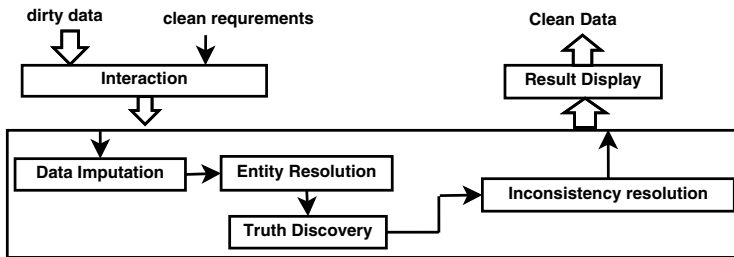 dirty data
clean requrements
Clean Data
Interaction
Result Display
Data Imputation
Entity Resolution
Inconsistency resolution
Truth Discovery